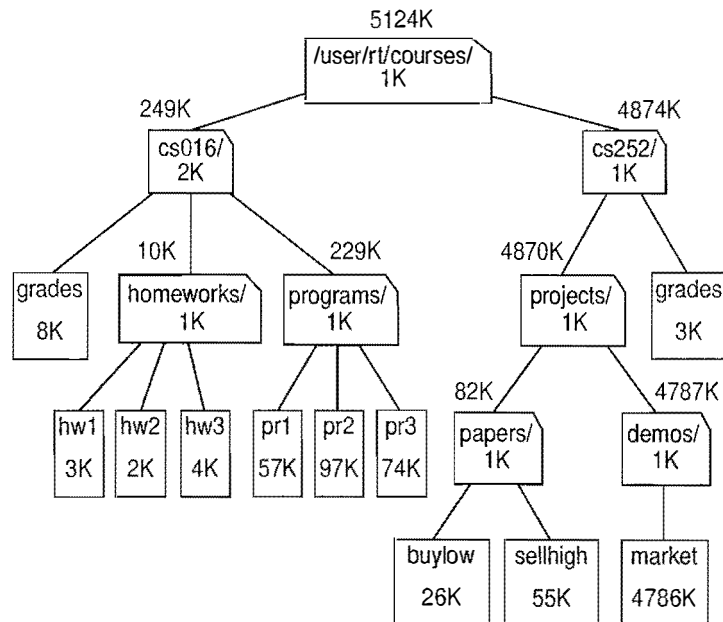 5124K
/user/rt/courses/
1K
249K
4874K
cs016/
2K
cs252/
1K
10K
229K
4870K
grades
8K
homeworks/
1K
programs/
1K
projects/
1K
grades
3K
82K
4787K
hw1
3K
hw2
2K
hw3
4K
pr1
57K
pr2
97K
pr3
74K
papers/
1K
demos/
1K
buylow
26K
sellhigh
55K
market
4786K